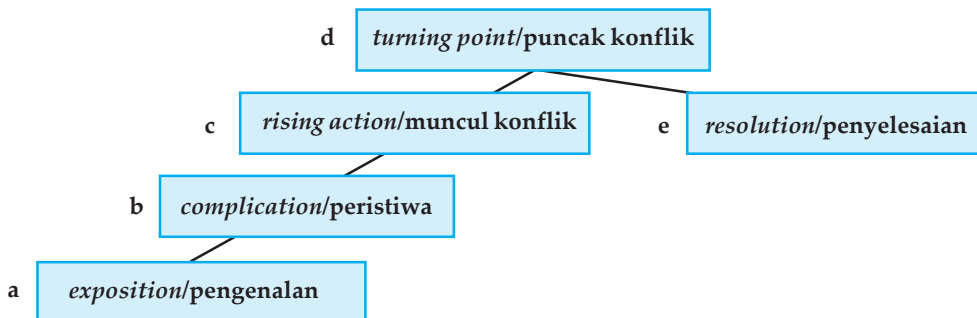 d turning point/puncak konflik
c rising action/muncul konflik
e resolution/penyelesaian
b complication/peristiwa
a exposition/pengenalan